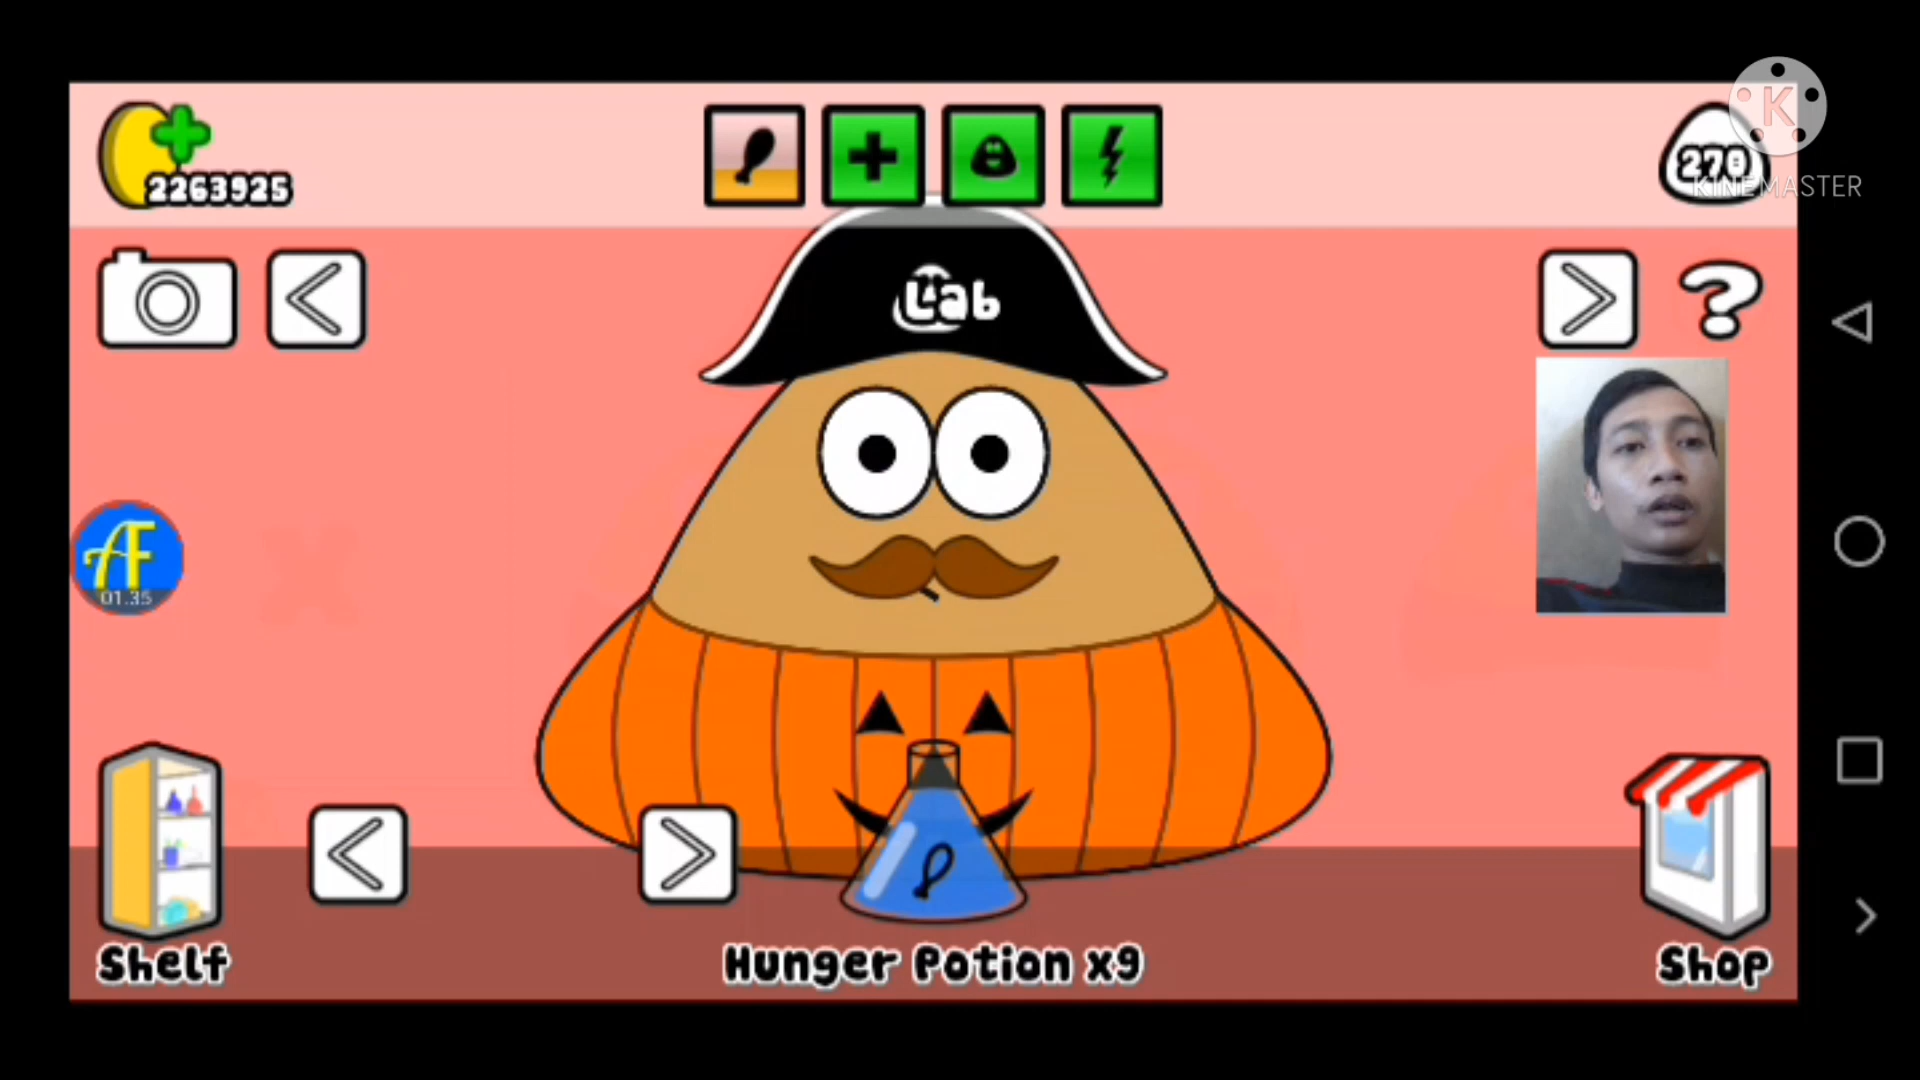 2263925
270
K
KINEMASTER
Lab
AF
01.35
Shelf
Hunger Potion x9
Shop